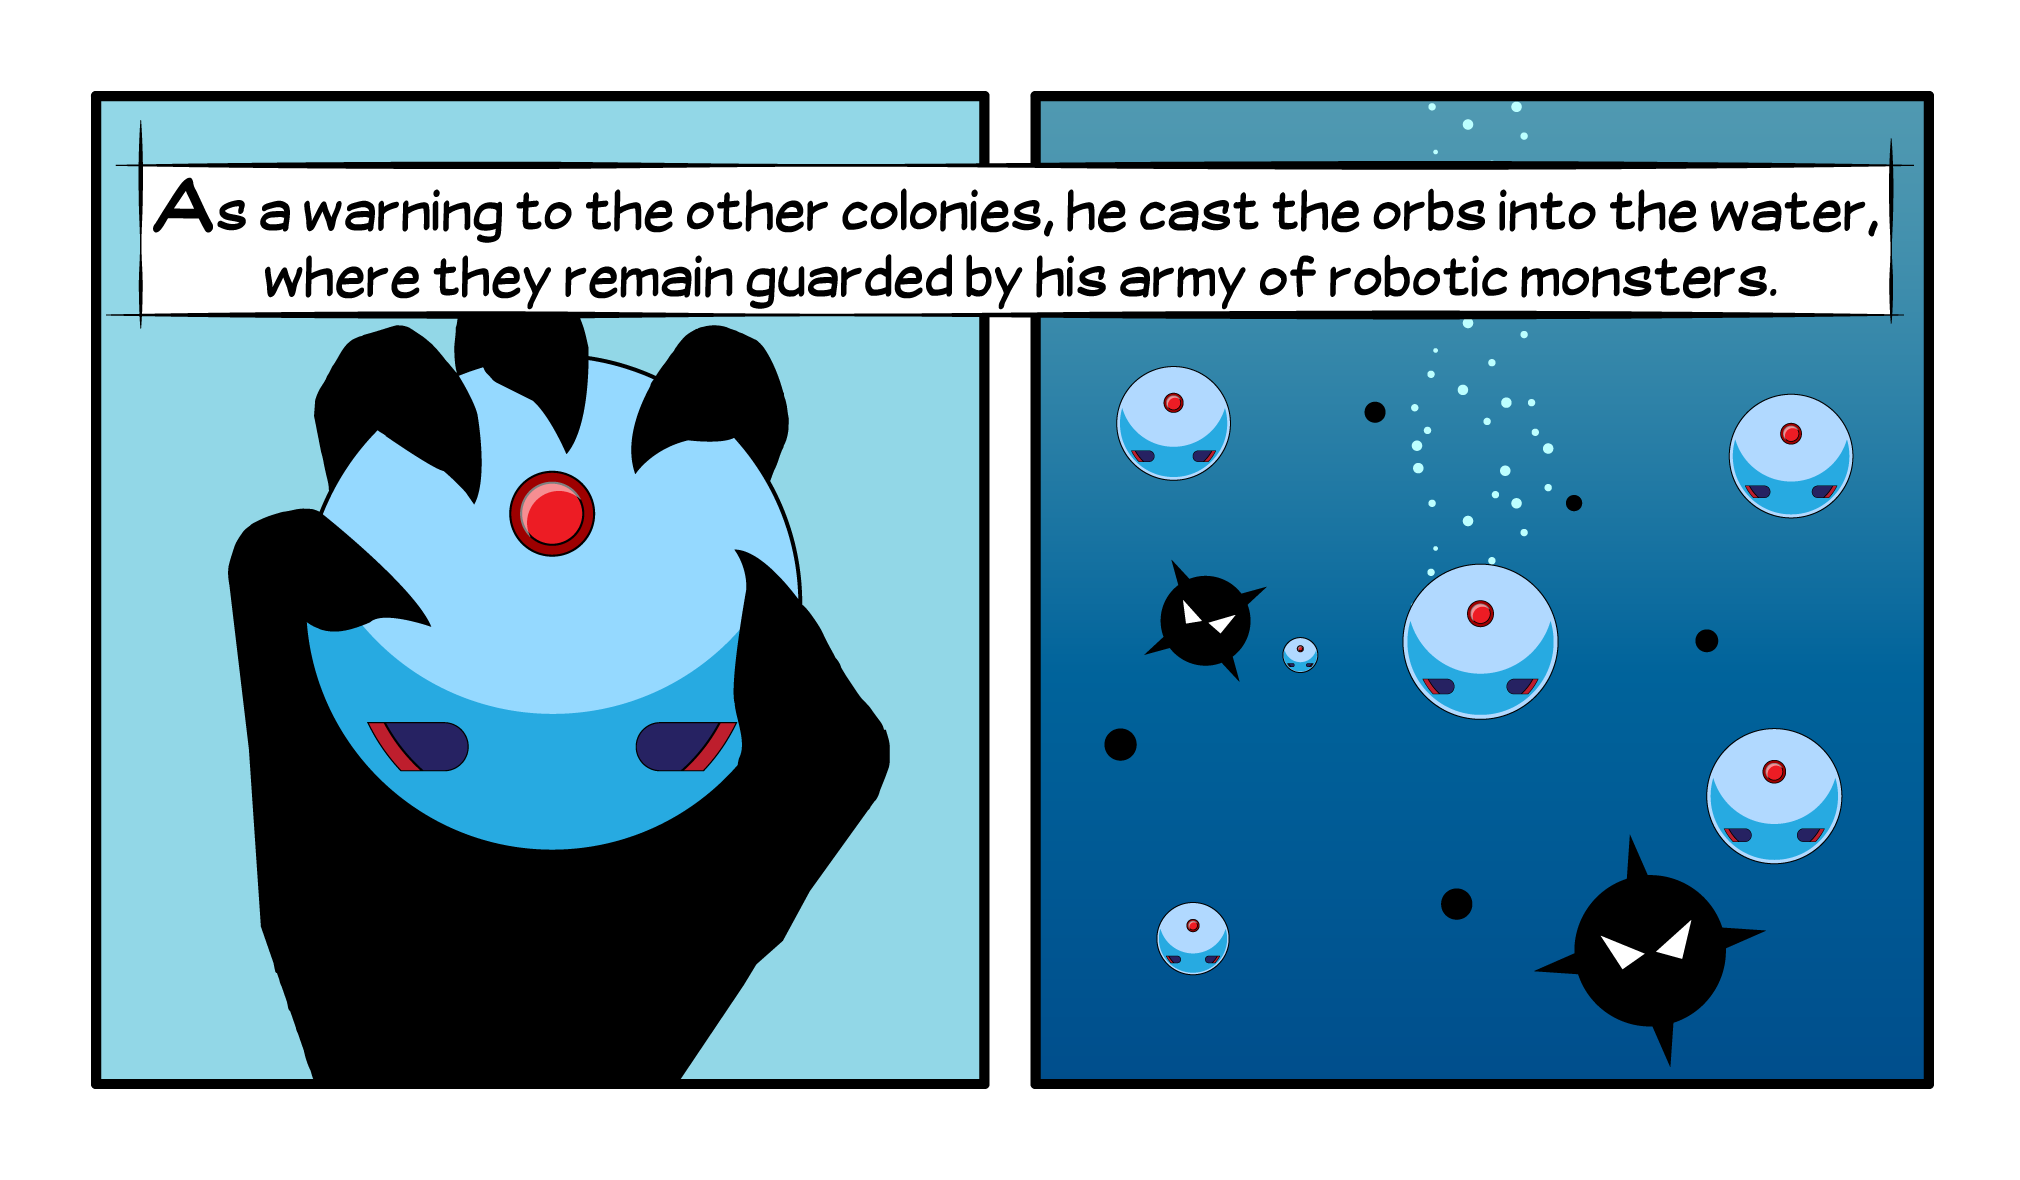 As a warning to the other colonies, he cast the orbs into the water,
where they remain guarded by his army of robotic monsters.